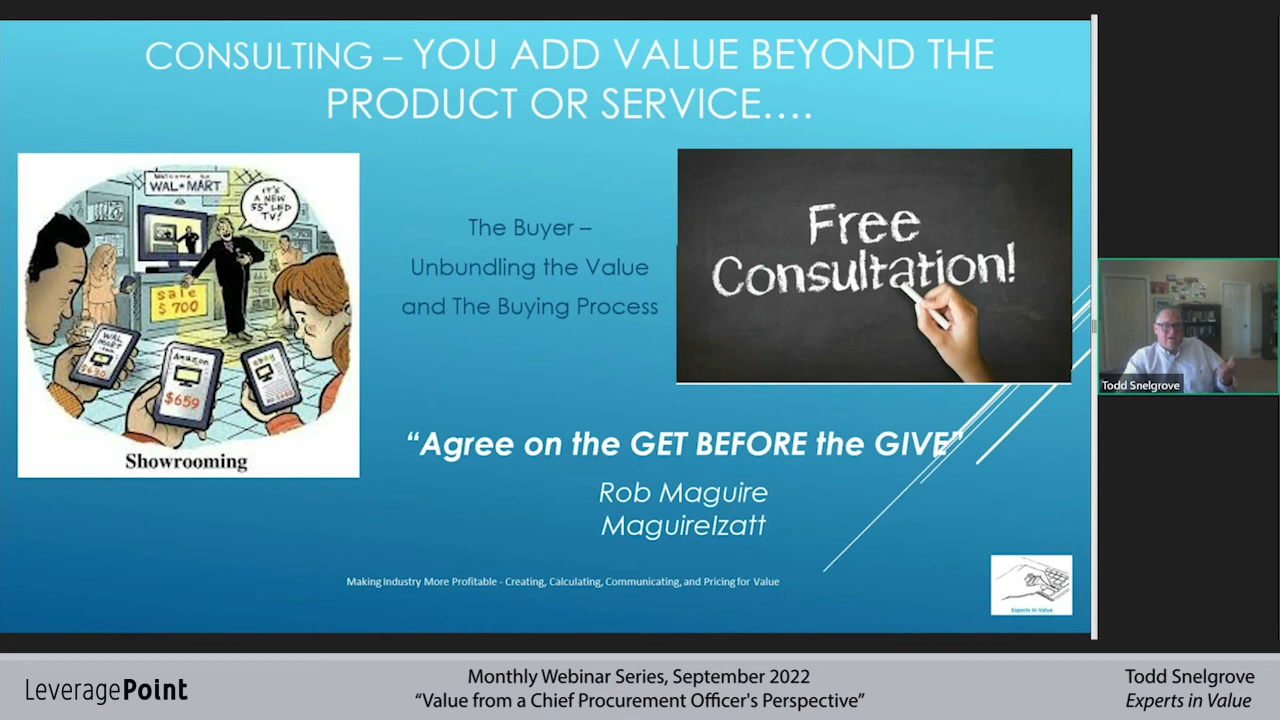 CONSULTING – YOU ADD VALUE BEYOND THE
PRODUCT OR SERVICE....
Welcome to
WAL★MART
IT'S
A NEW
55" LED
TV!
sale
$700
WAL
MART
$690
Amazon
$659
ebay
Showrooming
The Buyer –
Unbundling the Value
and The Buying Process
Free
Consultation!
“Agree on the GET BEFORE the GIVE”
Rob Maguire
MaguireIzatt
Making Industry More Profitable - Creating, Calculating, Communicating, and Pricing for Value
Experts In Value
Todd Snelgrove
LeveragePoint
Monthly Webinar Series, September 2022
“Value from a Chief Procurement Officer's Perspective”
Todd Snelgrove
Experts in Value